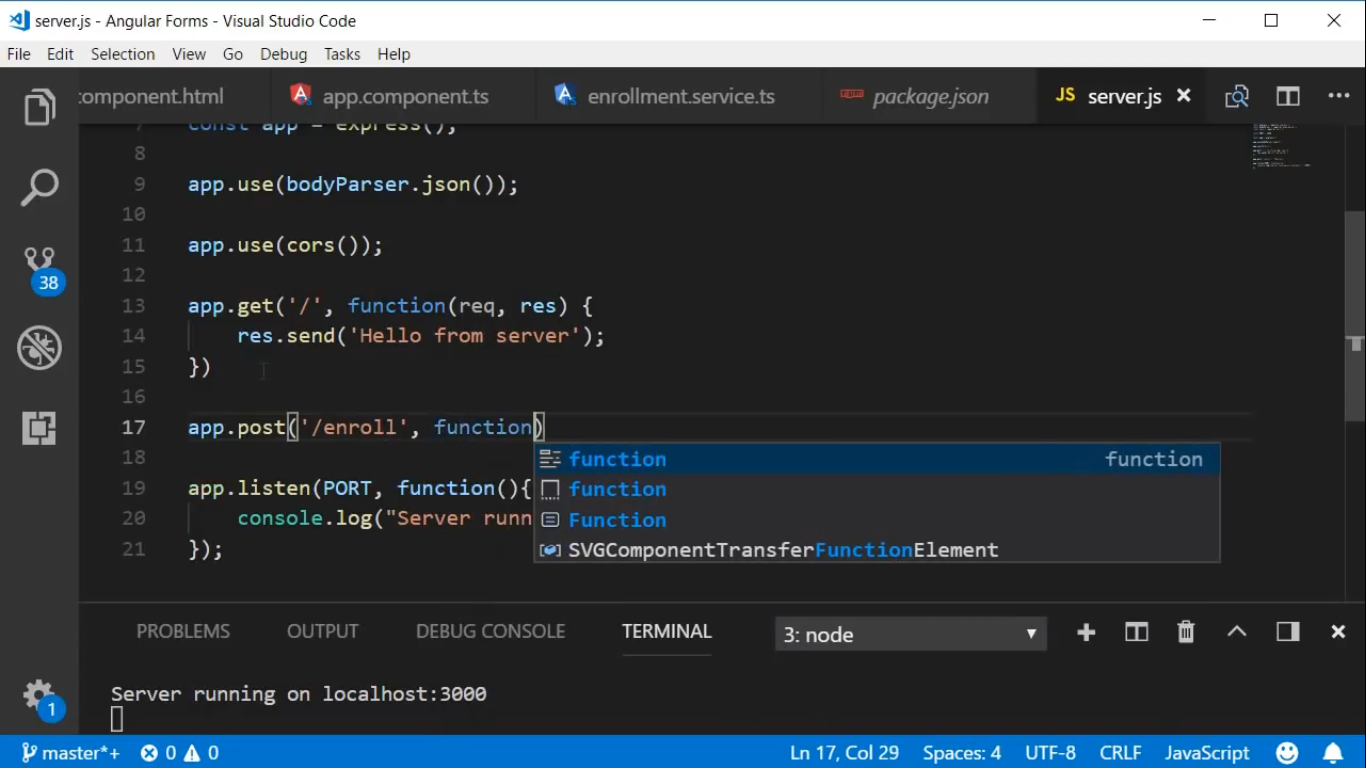 server.js - Angular Forms - Visual Studio Code
File Edit Selection View Go Debug Tasks Help
component.html app.component.ts enrollment.service.ts package.json JS server.js
7 const app = express();
8
9 app.use(bodyParser.json());
10
11 app.use(cors());
12
13 app.get('/', function(req, res) {
14 res.send('Hello from server');
15 })
16
17 app.post('/enroll', function)
18
function function
19 app.listen(PORT, function(){
function
20 console.log("Server runn
Function
21 });
SVGComponentTransferFunctionElement
38
PROBLEMS OUTPUT DEBUG CONSOLE TERMINAL 3: node
Server running on localhost:3000
1
master*+ 0 0 Ln 17, Col 29 Spaces: 4 UTF-8 CRLF JavaScript